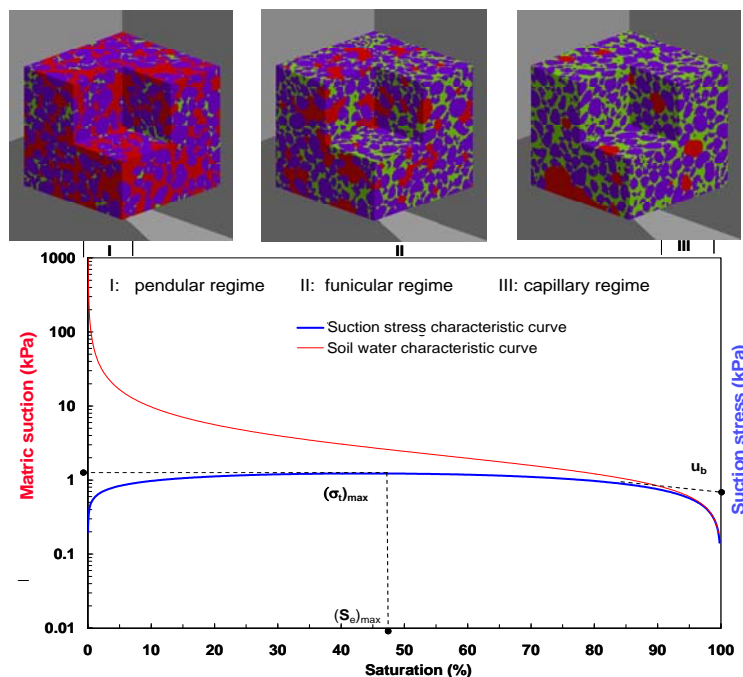 I
II
III
1000
100
10
1
0.1
0.01
Matric suction (kPa)
I: pendular regime II: funicular regime III: capillary regime
Suction stress characteristic curve
Soil water characteristic curve
u_b
(σ_t)max
(S_e)max
Suction stress (kPa)
0 10 20 30 40 50 60 70 80 90 100
Saturation (%)